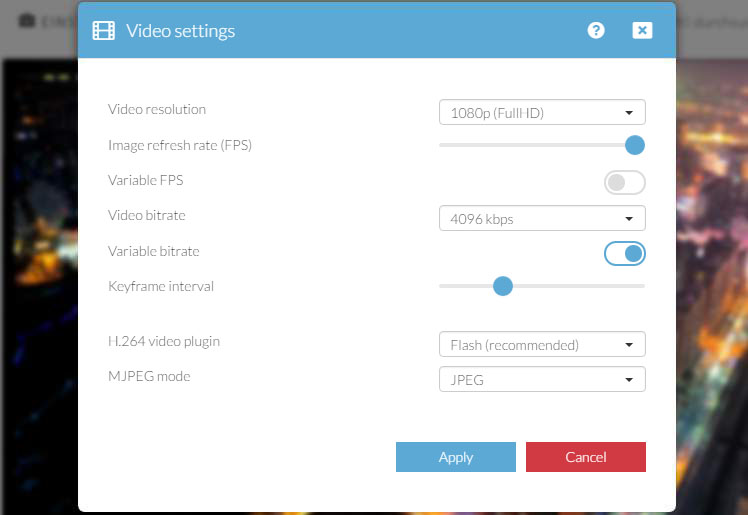 Video settings
Video resolution
1080p (FullHD)
Image refresh rate (FPS)
Variable FPS
Video bitrate
4096 kbps
Variable bitrate
Keyframe interval
H.264 video plugin
Flash (recommended)
MJPEG mode
JPEG
Apply
Cancel